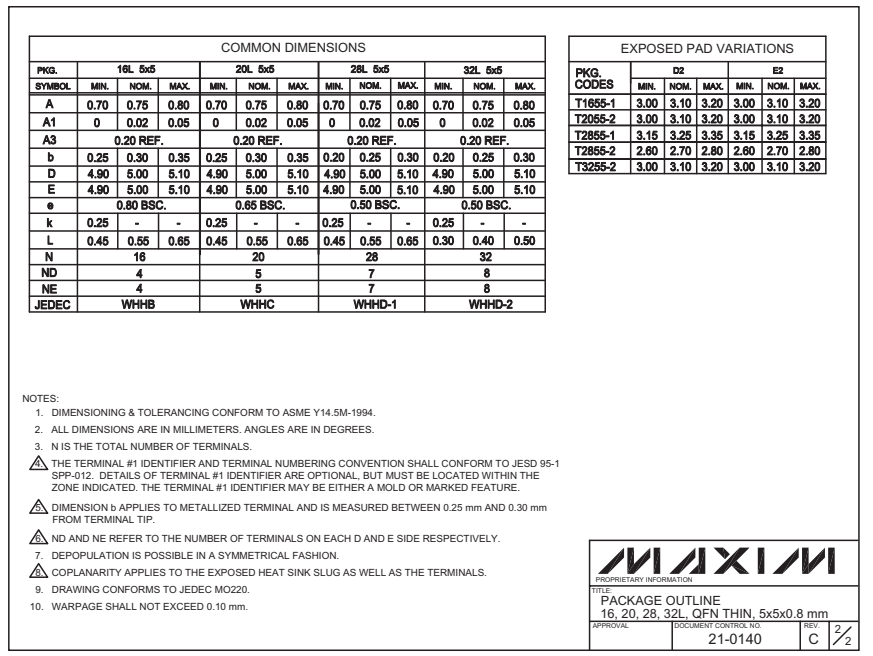 COMMON DIMENSIONS
PKG. 16L 5x5 20L 5x5 28L 5x5 32L 5x5
SYMBOL MIN. NOM. MAX. MIN. NOM. MAX. MIN. NOM. MAX. MIN. NOM. MAX.
A 0.70 0.75 0.80 0.70 0.75 0.80 0.70 0.75 0.80 0.70 0.75 0.80
A1 0 0.02 0.05 0 0.02 0.05 0 0.02 0.05 0 0.02 0.05
A3 0.20 REF. 0.20 REF. 0.20 REF. 0.20 REF.
b 0.25 0.30 0.35 0.25 0.30 0.35 0.20 0.25 0.30 0.20 0.25 0.30
D 4.90 5.00 5.10 4.90 5.00 5.10 4.90 5.00 5.10 4.90 5.00 5.10
E 4.90 5.00 5.10 4.90 5.00 5.10 4.90 5.00 5.10 4.90 5.00 5.10
e 0.80 BSC. 0.65 BSC. 0.50 BSC. 0.50 BSC.
k 0.25 - - 0.25 - - 0.25 - - 0.25 - -
L 0.45 0.55 0.65 0.45 0.55 0.65 0.45 0.55 0.65 0.30 0.40 0.50
N 16 20 28 32
ND 4 5 7 8
NE 4 5 7 8
JEDEC WHHB WHHC WHHD-1 WHHD-2
EXPOSED PAD VARIATIONS
PKG. CODES D2 E2
MIN. NOM. MAX. MIN. NOM. MAX.
T1655-1 3.00 3.10 3.20 3.00 3.10 3.20
T2055-2 3.00 3.10 3.20 3.00 3.10 3.20
T2855-1 3.15 3.25 3.35 3.15 3.25 3.35
T2855-2 2.60 2.70 2.80 2.60 2.70 2.80
T3255-2 3.00 3.10 3.20 3.00 3.10 3.20
NOTES:
1. DIMENSIONING & TOLERANCING CONFORM TO ASME Y14.5M-1994.
2. ALL DIMENSIONS ARE IN MILLIMETERS. ANGLES ARE IN DEGREES.
3. N IS THE TOTAL NUMBER OF TERMINALS.
4. THE TERMINAL #1 IDENTIFIER AND TERMINAL NUMBERING CONVENTION SHALL CONFORM TO JESD 95-1
SPP-012. DETAILS OF TERMINAL #1 IDENTIFIER ARE OPTIONAL, BUT MUST BE LOCATED WITHIN THE
ZONE INDICATED. THE TERMINAL #1 IDENTIFIER MAY BE EITHER A MOLD OR MARKED FEATURE.
5. DIMENSION b APPLIES TO METALLIZED TERMINAL AND IS MEASURED BETWEEN 0.25 mm AND 0.30 mm
FROM TERMINAL TIP.
6. ND AND NE REFER TO THE NUMBER OF TERMINALS ON EACH D AND E SIDE RESPECTIVELY.
7. DEPOPULATION IS POSSIBLE IN A SYMMETRICAL FASHION.
8. COPLANARITY APPLIES TO THE EXPOSED HEAT SINK SLUG AS WELL AS THE TERMINALS.
9. DRAWING CONFORMS TO JEDEC MO220.
10. WARPAGE SHALL NOT EXCEED 0.10 mm.
MAXIM
PROPRIETARY INFORMATION
TITLE:
PACKAGE OUTLINE
16, 20, 28, 32L, QFN THIN, 5x5x0.8 mm
APPROVAL DOCUMENT CONTROL NO. REV.
21-0140 C 2/2